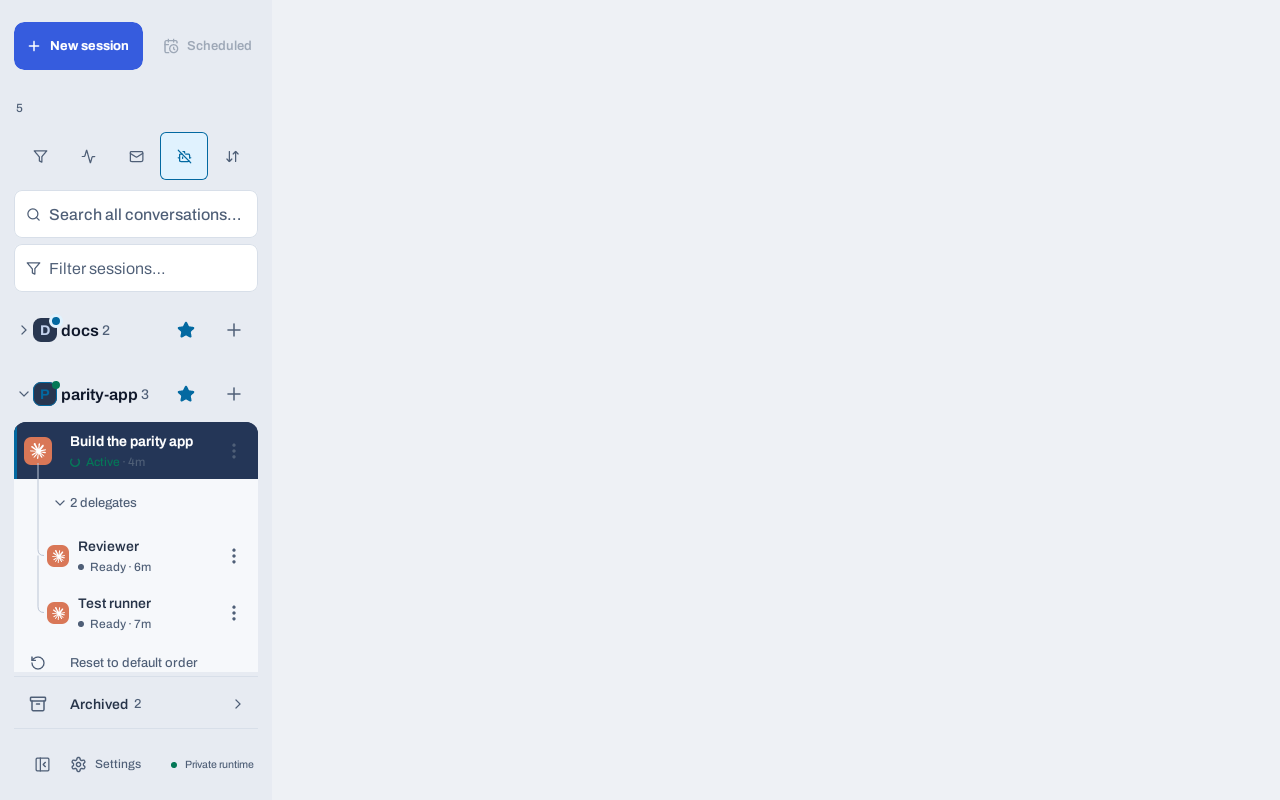 New session
Scheduled
5
Search all conversations...
Filter sessions...
D docs 2
P parity-app 3
Build the parity app
Active · 4m
2 delegates
Reviewer
Ready · 6m
Test runner
Ready · 7m
Reset to default order
Archived 2
Settings
Private runtime